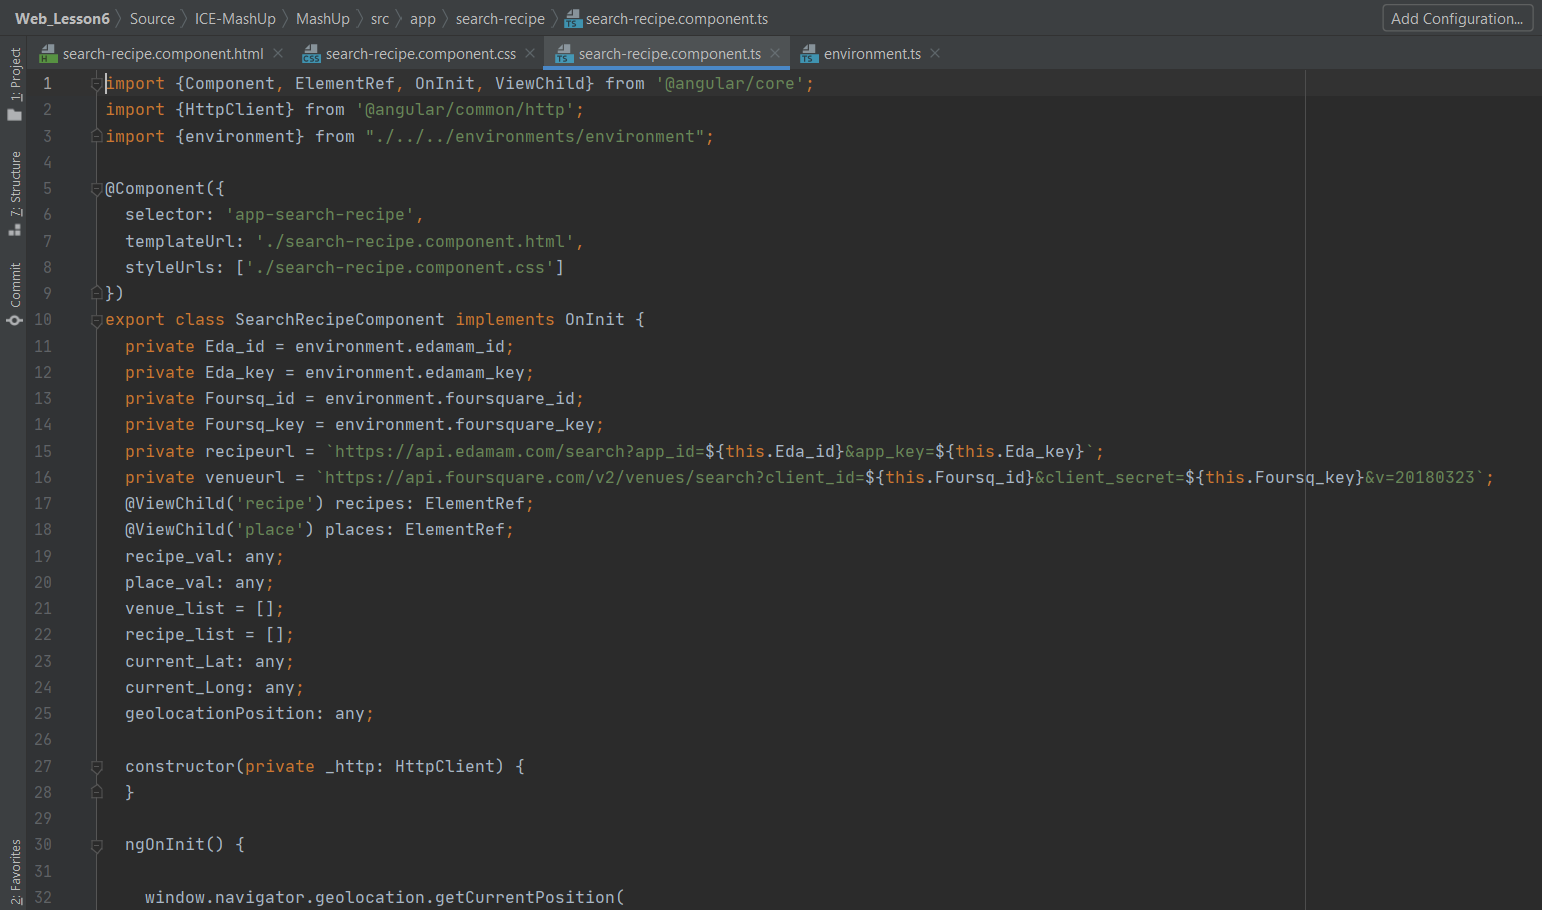 Web_Lesson6 Source ICE-MashUp MashUp src app search-recipe search-recipe.component.ts Add Configuration...
search-recipe.component.html search-recipe.component.css search-recipe.component.ts environment.ts
1: Project
7: Structure
Commit
2: Favorites
1 import {Component, ElementRef, OnInit, ViewChild} from '@angular/core';
2 import {HttpClient} from '@angular/common/http';
3 import {environment} from "./../../environments/environment";
4
5 @Component({
6 selector: 'app-search-recipe',
7 templateUrl: './search-recipe.component.html',
8 styleUrls: ['./search-recipe.component.css']
9 })
10 export class SearchRecipeComponent implements OnInit {
11 private Eda_id = environment.edamam_id;
12 private Eda_key = environment.edamam_key;
13 private Foursq_id = environment.foursquare_id;
14 private Foursq_key = environment.foursquare_key;
15 private recipeurl = `https://api.edamam.com/search?app_id=${this.Eda_id}&app_key=${this.Eda_key}`;
16 private venueurl = `https://api.foursquare.com/v2/venues/search?client_id=${this.Foursq_id}&client_secret=${this.Foursq_key}&v=20180323`;
17 @ViewChild('recipe') recipes: ElementRef;
18 @ViewChild('place') places: ElementRef;
19 recipe_val: any;
20 place_val: any;
21 venue_list = [];
22 recipe_list = [];
23 current_Lat: any;
24 current_Long: any;
25 geolocationPosition: any;
26
27 constructor(private _http: HttpClient) {
28 }
29
30 ngOnInit() {
31
32 window.navigator.geolocation.getCurrentPosition(